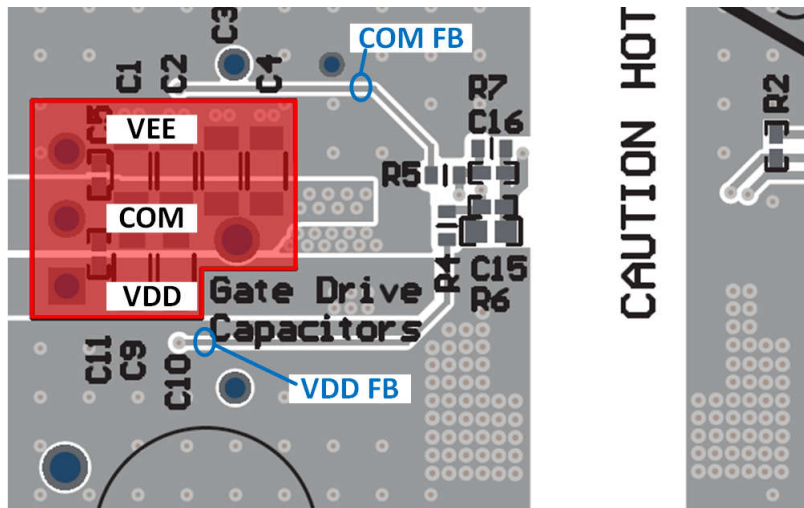 C3
COM FB
C1
C2
C4
R7
C16
C5
VEE
R5
COM
VDD
Gate Drive
Capacitors
R4
C15
R6
C11
C9
C10
VDD FB
CAUTION HOT
R2